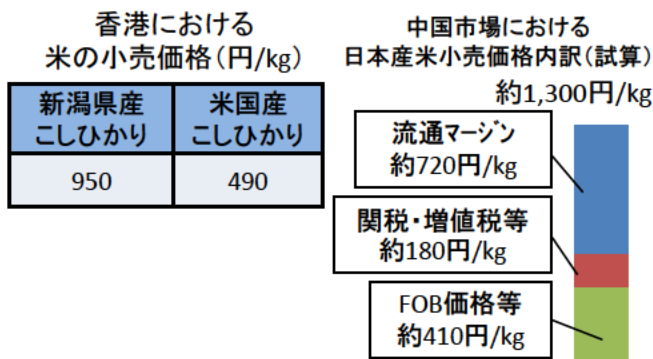 香港における
米の小売価格(円/kg)
新潟県産
こしひかり
米国産
こしひかり
950
490
中国市場における
日本産米小売価格内訳(試算)
約1,300円/kg
流通マージン
約720円/kg
関税・増値税等
約180円/kg
FOB価格等
約410円/kg